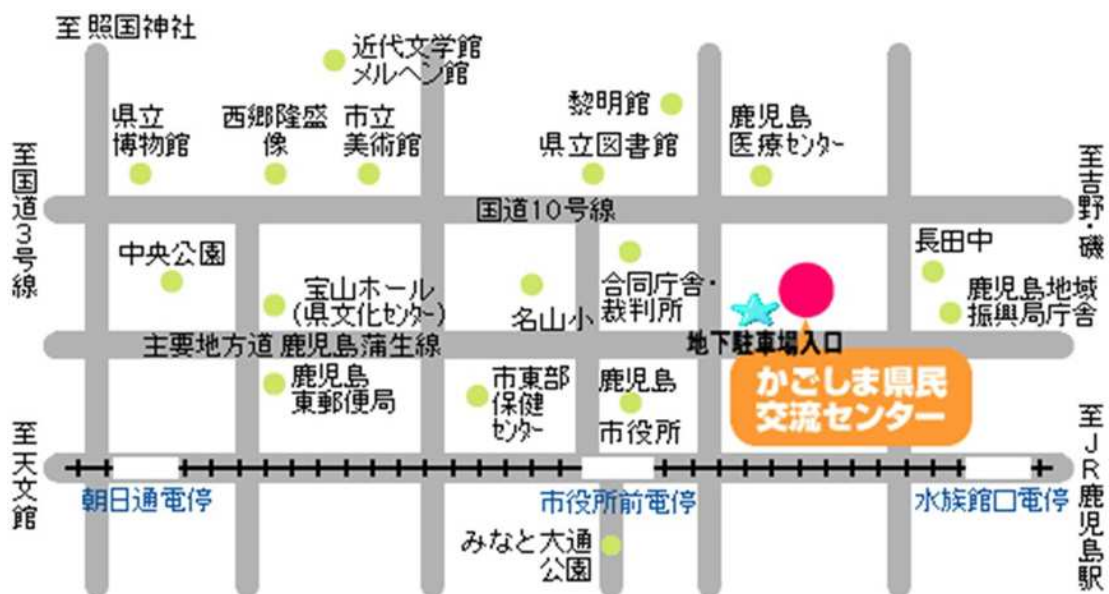 至 照国神社
近代文学館
メルヘン館
県立
博物館
西郷隆盛
像
市立
美術館
黎明館
県立図書館
鹿児島
医療センター
至国道3号線
至吉野・磯
国道10号線
中央公園
宝山ホール
(県文化センター)
名山小
合同庁舎・
裁判所
長田中
鹿児島地域
振興局庁舎
地下駐車場入口
主要地方道 鹿児島蒲生線
かごしま県民
交流センター
鹿児島
東郵便局
市東部
保健
センター
鹿児島
市役所
至天文館
至JR鹿児島駅
朝日通電停
市役所前電停
水族館口電停
みなと大通
公園